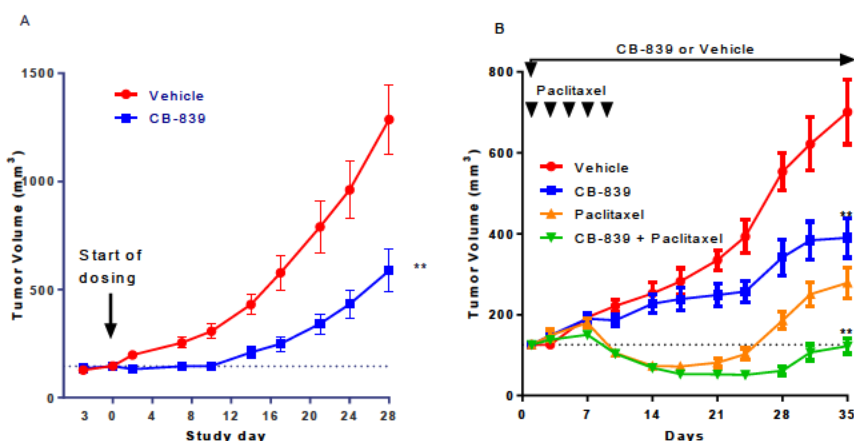 A
Tumor Volume (mm³)
1500
1000
500
0
Vehicle
CB-839
Start of
dosing
**
3 0 4 8 12 16 20 24 28
Study day
B
CB-839 or Vehicle
Paclitaxel
Tumor Volume (mm³)
800
600
400
200
0
Vehicle
CB-839
Paclitaxel
CB-839 + Paclitaxel
**
**
0 7 14 21 28 35
Days